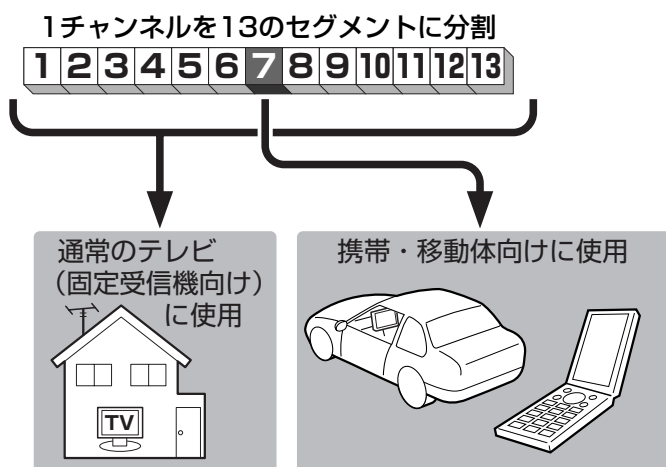 1チャンネルを13のセグメントに分割
1 2 3 4 5 6 7 8 9 10 11 12 13
通常のテレビ
（固定受信機向け）
に使用
TV
携帯・移動体向けに使用